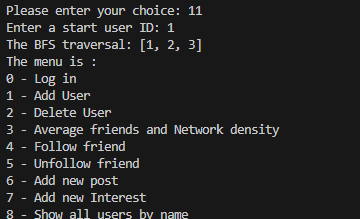 Please enter your choice: 11
Enter a start user ID: 1
The BFS traversal: [1, 2, 3]
The menu is :
0 - Log in
1 - Add User
2 - Delete User
3 - Average friends and Network density
4 - Follow friend
5 - Unfollow friend
6 - Add new post
7 - Add new Interest
8 - Show all users by name